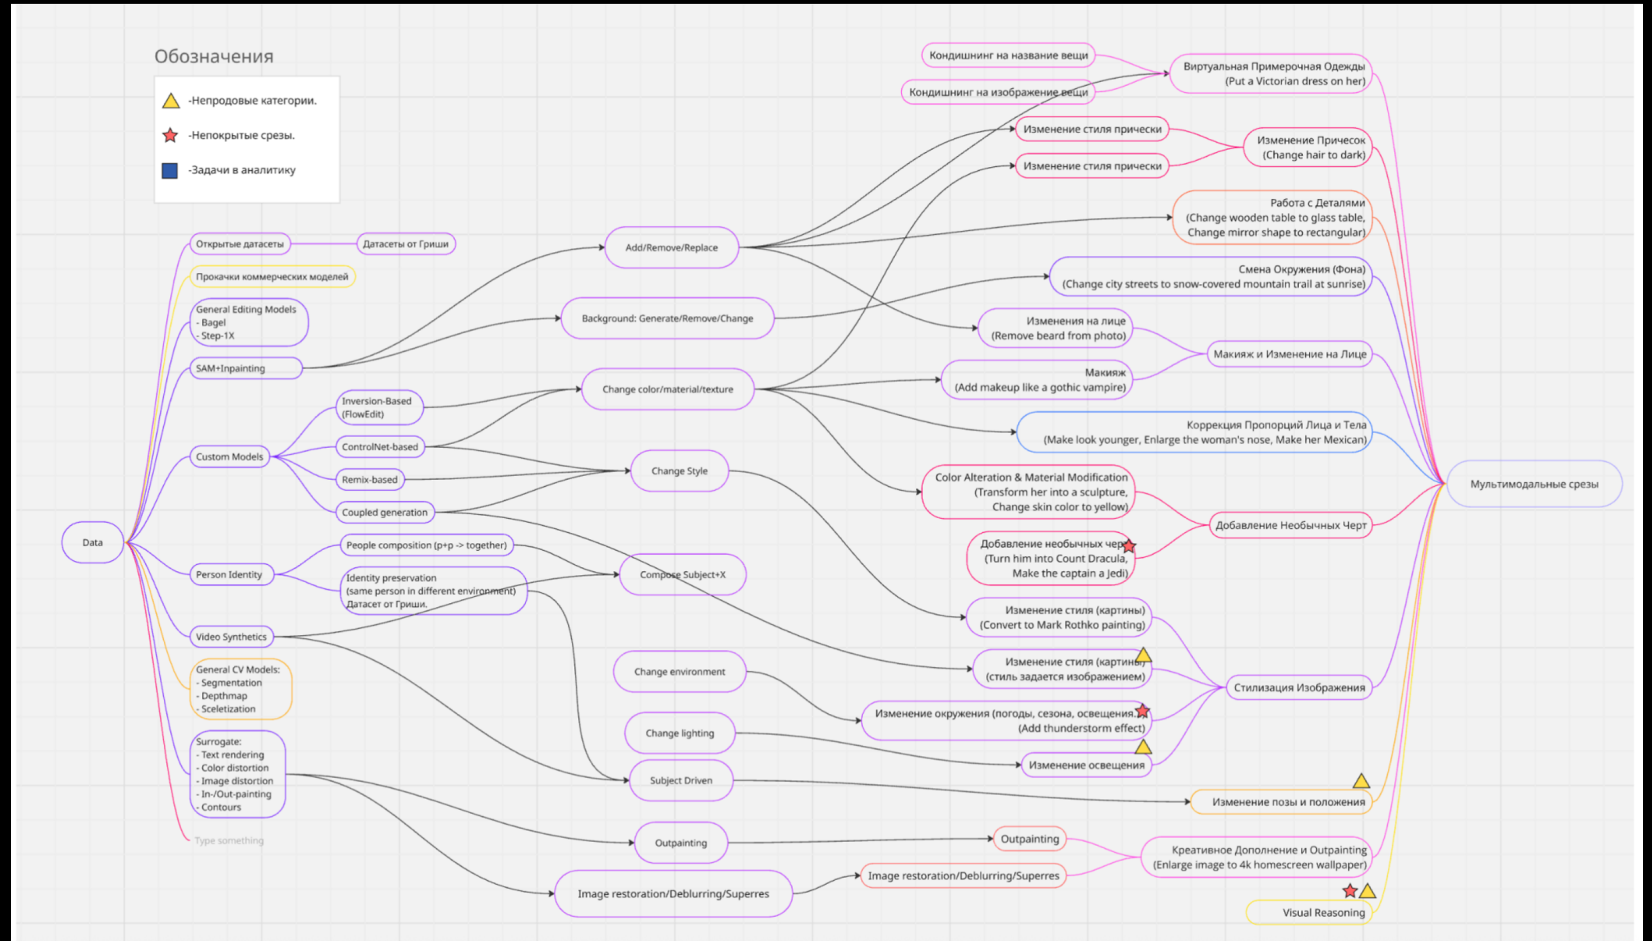 Обозначения
-Непродовые категории.
-Непокрытые срезы.
-Задачи в аналитику
Data
Открытые датасеты
Датасеты от Гриши
Прокачки коммерческих моделей
General Editing Models
- Bagel
- Step-1X
SAM+Inpainting
Custom Models
Inversion-Based
(FlowEdit)
ControlNet-based
Remix-based
Coupled generation
Person Identity
People composition (p+p -> together)
Identity preservation
(same person in different environment)
Датасет от Гриши.
Video Synthetics
General CV Models:
- Segmentation
- Depthmap
- Sceletization
Surrogate:
- Text rendering
- Color distortion
- Image distortion
- In-/Out-painting
- Contours
Type something
Add/Remove/Replace
Background: Generate/Remove/Change
Change color/material/texture
Change Style
Compose Subject+X
Change environment
Change lighting
Subject Driven
Outpainting
Image restoration/Deblurring/Superres
Кондишнинг на название вещи
Кондишнинг на изображение вещи
Виртуальная Примерочная Одежды
(Put a Victorian dress on her)
Изменение стиля прически
Изменение стиля прически
Изменение Причесок
(Change hair to dark)
Работа с Деталями
(Change wooden table to glass table,
Change mirror shape to rectangular)
Смена Окружения (Фона)
(Change city streets to snow-covered mountain trail at sunrise)
Изменения на лице
(Remove beard from photo)
Макияж
(Add makeup like a gothic vampire)
Макияж и Изменение на Лице
Коррекция Пропорций Лица и Тела
(Make look younger, Enlarge the woman's nose, Make her Mexican)
Color Alteration & Material Modification
(Transform her into a sculpture,
Change skin color to yellow)
Добавление необычных черт
(Turn him into Count Dracula,
Make the captain a Jedi)
Добавление Необычных Черт
Изменение стиля (картины)
(Convert to Mark Rothko painting)
Изменение стиля (картины)
(стиль задается изображением)
Изменение окружения (погоды, сезона, освещения.)
(Add thunderstorm effect)
Изменение освещения
Стилизация Изображения
Изменение позы и положения
Outpainting
Image restoration/Deblurring/Superres
Креативное Дополнение и Outpainting
(Enlarge image to 4k homescreen wallpaper)
Visual Reasoning
Мультимодальные срезы